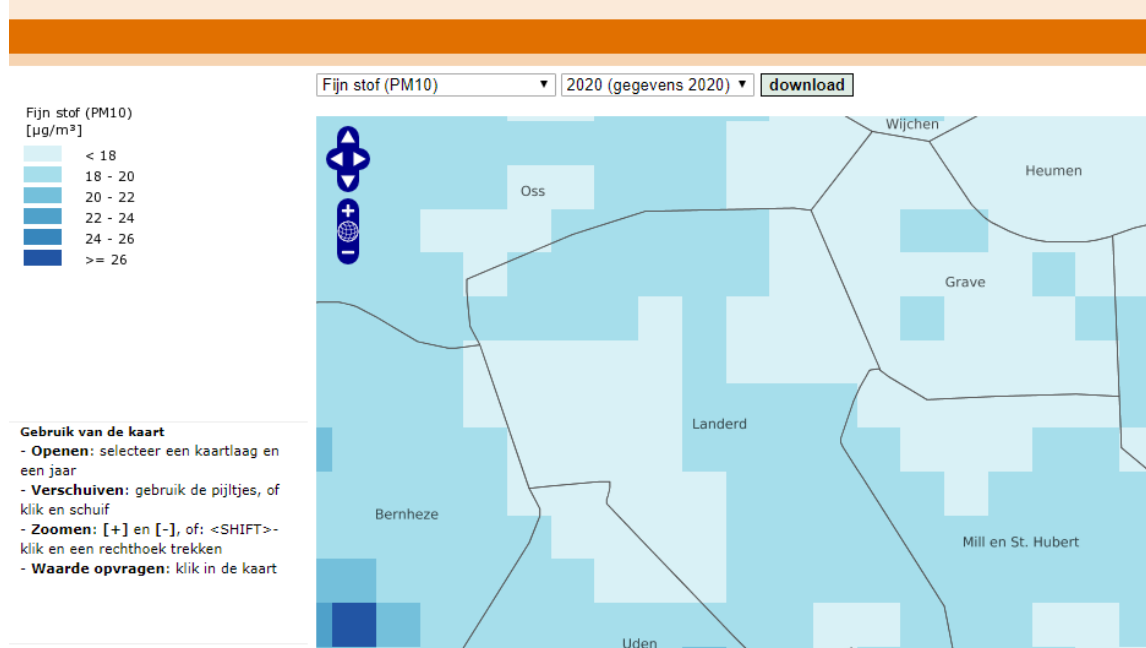 Fijn stof (PM10)
2020 (gegevens 2020)
download
Fijn stof (PM10)
[µg/m³]
< 18
18 - 20
20 - 22
22 - 24
24 - 26
>= 26
Wijchen
Heumen
Oss
Grave
Landerd
Bernheze
Mill en St. Hubert
Uden
Gebruik van de kaart
- Openen: selecteer een kaartlaag en
een jaar
- Verschuiven: gebruik de pijltjes, of
klik en schuif
- Zoomen: [+] en [-], of: <SHIFT>-
klik en een rechthoek trekken
- Waarde opvragen: klik in de kaart